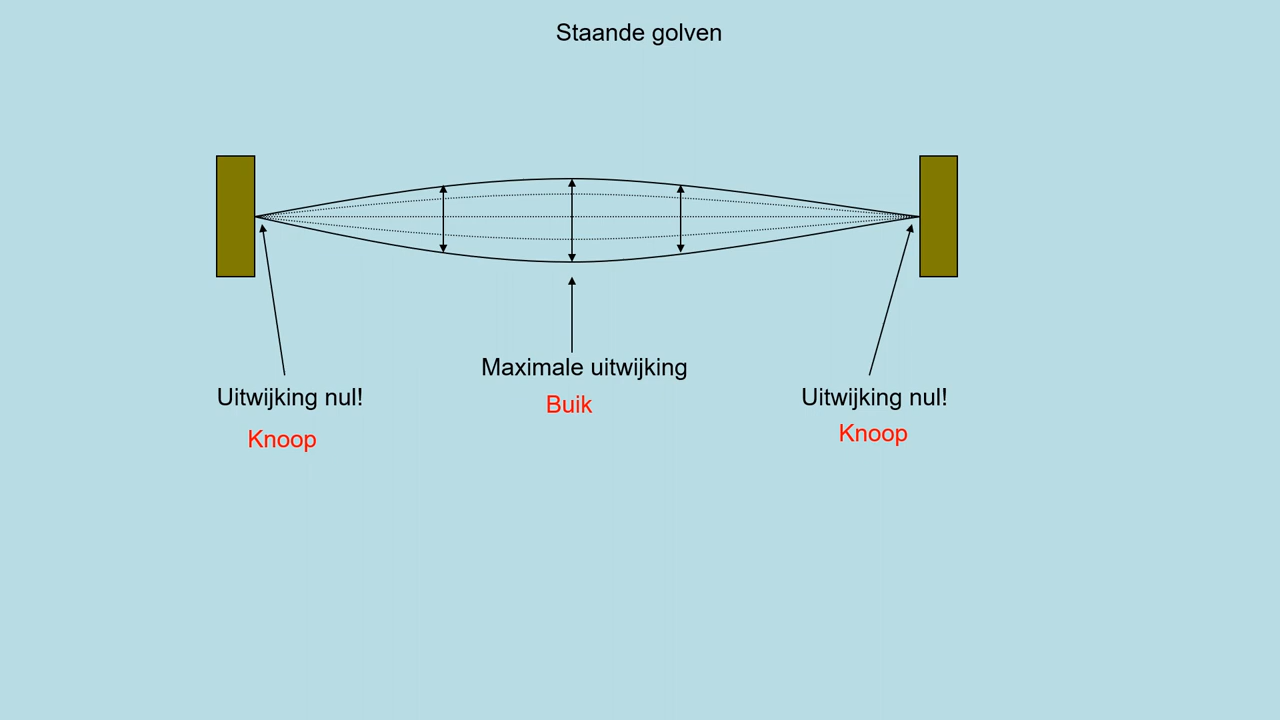 Staande golven
Maximale uitwijking
Buik
Uitwijking nul!
Knoop
Uitwijking nul!
Knoop